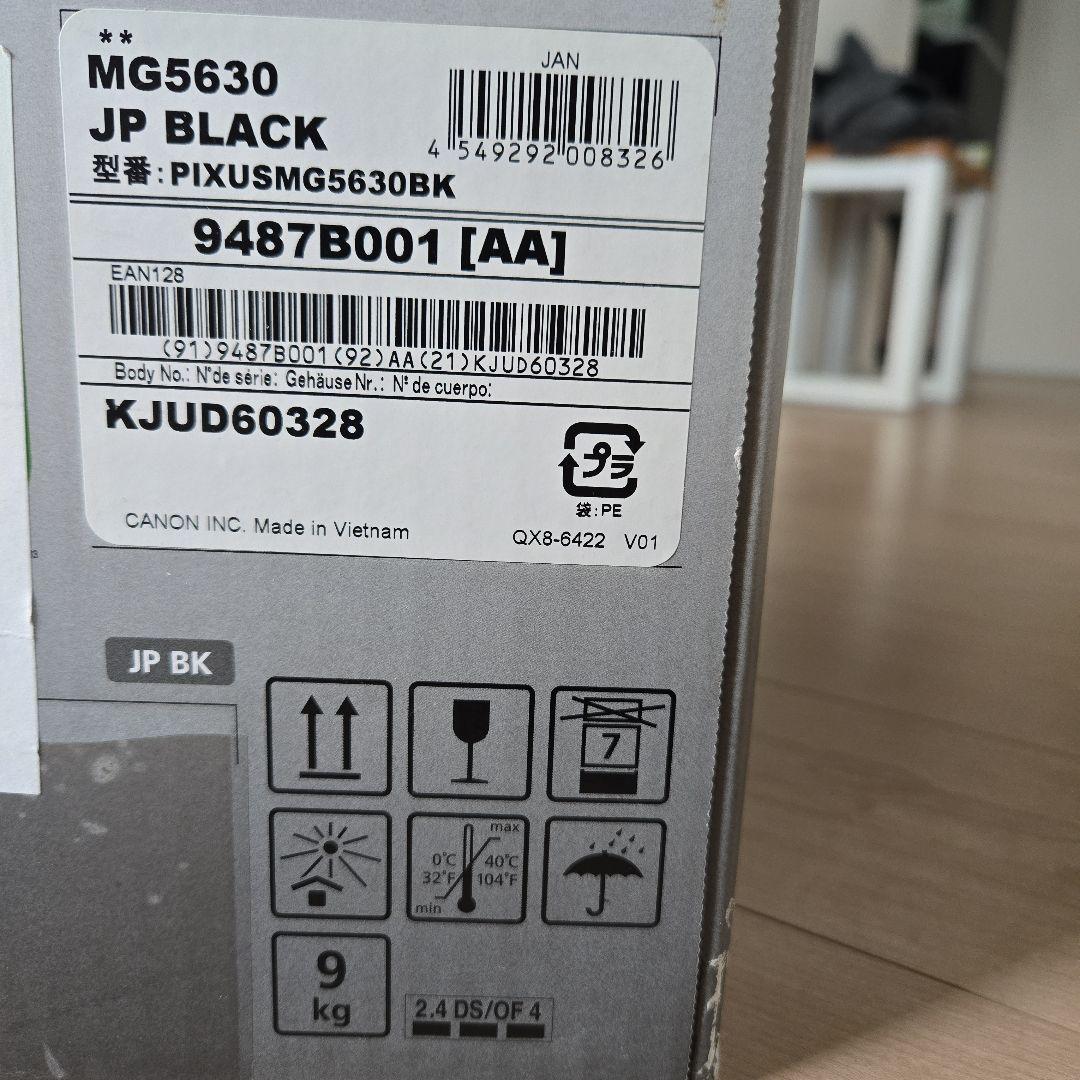 **
MG5630
JP BLACK
型番:PIXUSMG5630BK
JAN
4 549292 008326
9487B001 [AA]
EAN128
(91)9487B001(92)AA(21)KJUD60328
Body No.: N°de série: Gehäuse Nr.: N° de cuerpo:
KJUD60328
プラ
袋:PE
CANON INC. Made in Vietnam
QX8-6422 V01
JP BK
7
max
0°C 40°C
32°F 104°F
min
9
kg
2.4 DS/OF 4